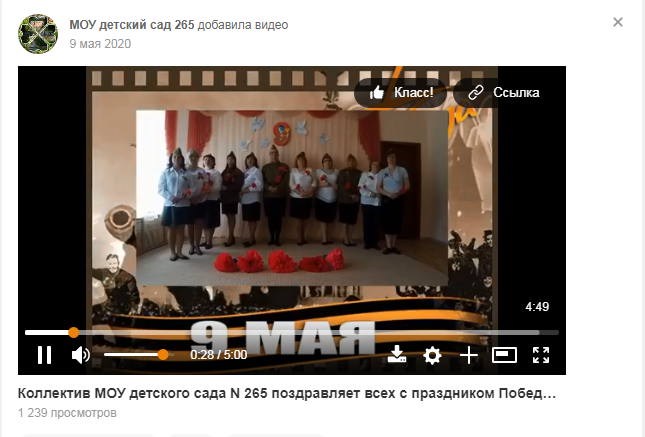 МОУ детский сад 265 добавила видео
9 мая 2020
Класс!
Ссылка
9
4:49
9 МАЯ
0:28 / 5:00
Коллектив МОУ детского сада N 265 поздравляет всех с праздником Побед…
1 239 просмотров